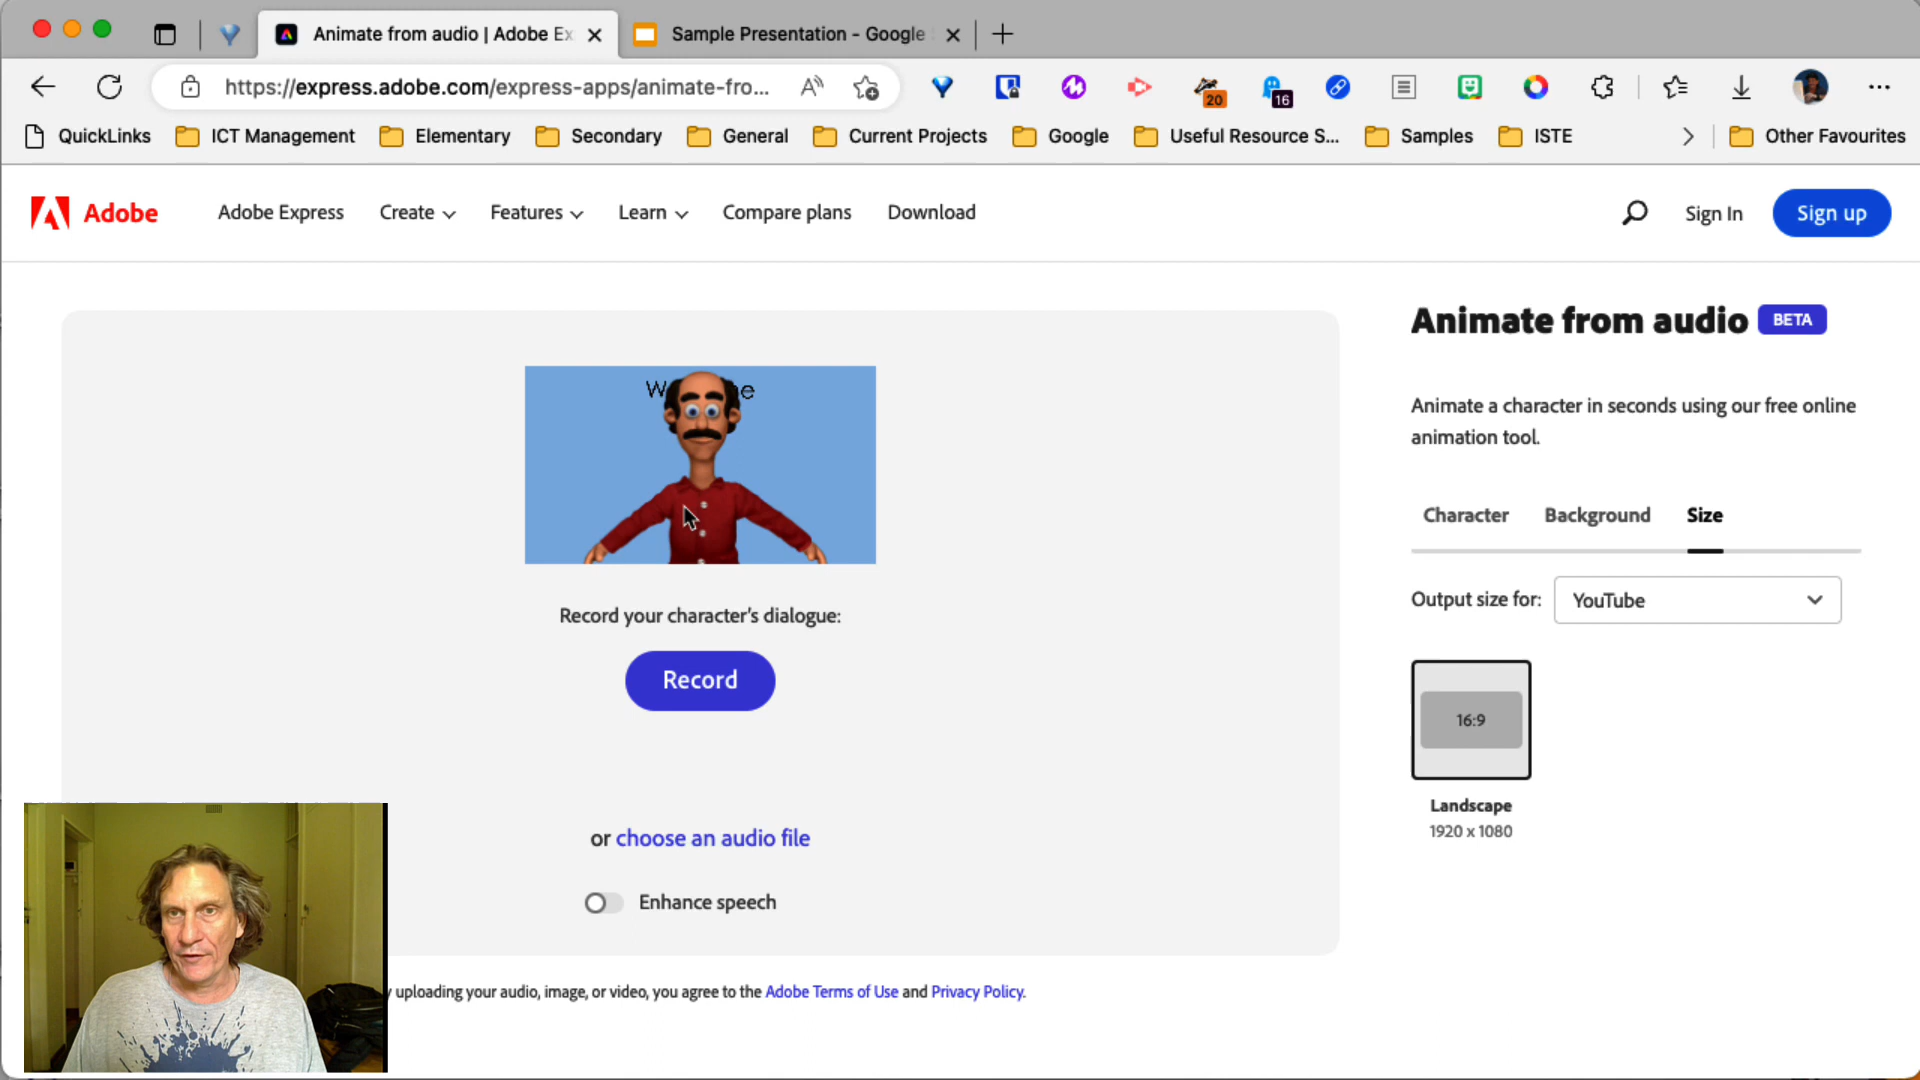 Animate from audio | Adobe Ex
Sample Presentation - Google
https://express.adobe.com/express-apps/animate-fro...
20
16
QuickLinks
ICT Management
Elementary
Secondary
General
Current Projects
Google
Useful Resource S...
Samples
ISTE
Other Favourites
Adobe
Adobe Express
Create
Features
Learn
Compare plans
Download
Sign In
Sign up
Animate from audio BETA
Animate a character in seconds using our free online
animation tool.
Character
Background
Size
Output size for:
YouTube
16:9
Landscape
1920 x 1080
Record your character's dialogue:
Record
or choose an audio file
Enhance speech
uploading your audio, image, or video, you agree to the Adobe Terms of Use and Privacy Policy.